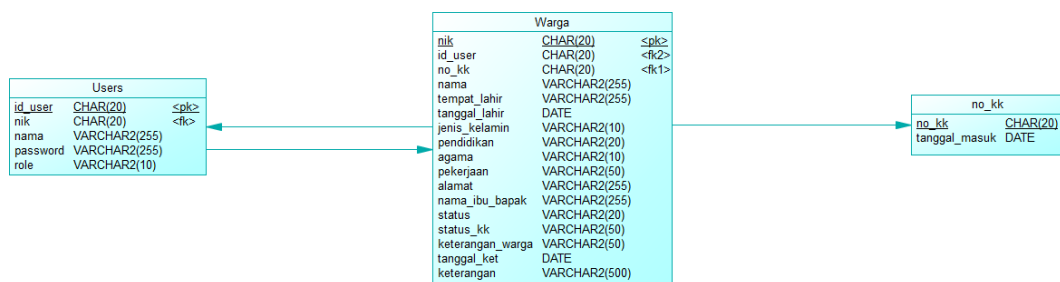 Users
id_user CHAR(20) <pk>
nik CHAR(20) <fk>
nama VARCHAR2(255)
password VARCHAR2(255)
role VARCHAR2(10)
Warga
nik CHAR(20) <pk>
id_user CHAR(20) <fk2>
no_kk CHAR(20) <fk1>
nama VARCHAR2(255)
tempat_lahir VARCHAR2(255)
tanggal_lahir DATE
jenis_kelamin VARCHAR2(10)
pendidikan VARCHAR2(20)
agama VARCHAR2(10)
pekerjaan VARCHAR2(50)
alamat VARCHAR2(255)
nama_ibu_bapak VARCHAR2(255)
status VARCHAR2(20)
status_kk VARCHAR2(50)
keterangan_warga VARCHAR2(50)
tanggal_ket DATE
keterangan VARCHAR2(500)
no_kk
no_kk CHAR(20)
tanggal_masuk DATE